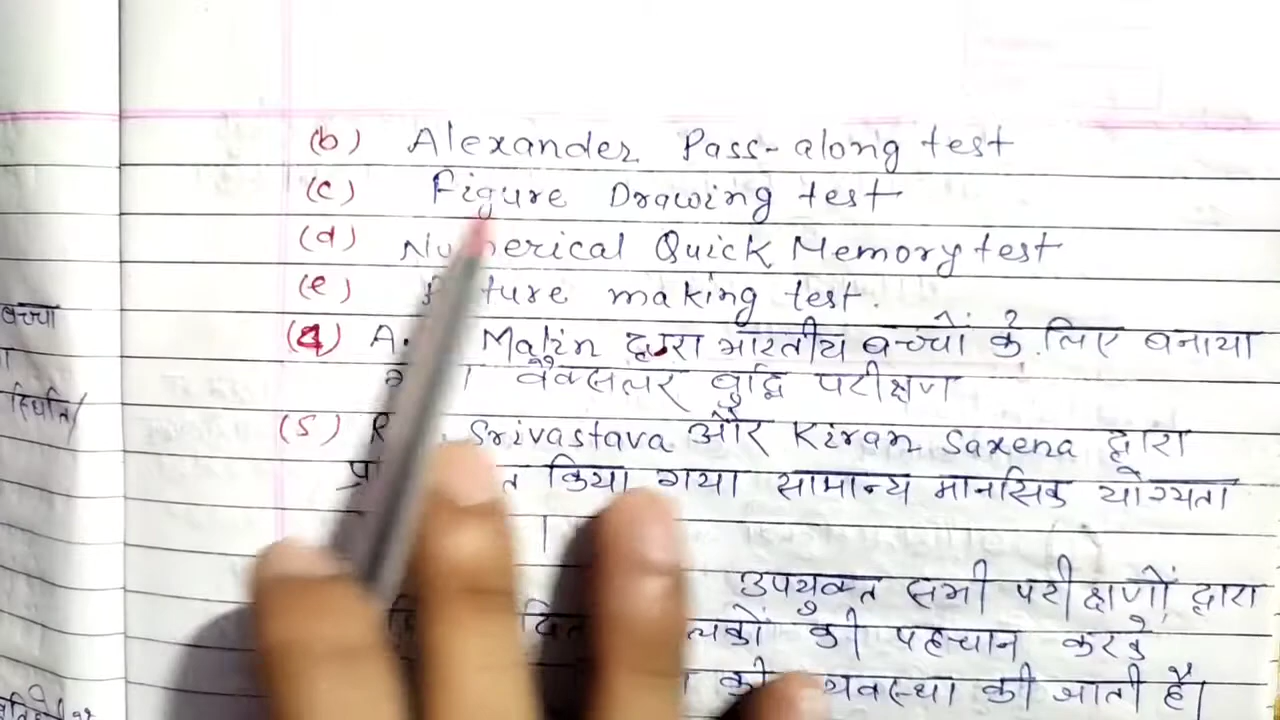 (b) Alexander Pass-along test
(c) Figure Drawing test
(d) Numerical Quick Memory test
(e) making test.
(4) A. Malin द्वारा भारतीय बच्चों के लिए बनाया
वैक्सलर बुद्धि परीक्षण
(5) R Srivastava और Kiran Saxena द्वारा
किया गया सामान्य मानसिक योग्यता
उपयुक्त सभी परीक्षणों द्वारा
की पहचान करके
की व्यवस्था की जाती है।
बच्चा
स्थिति/